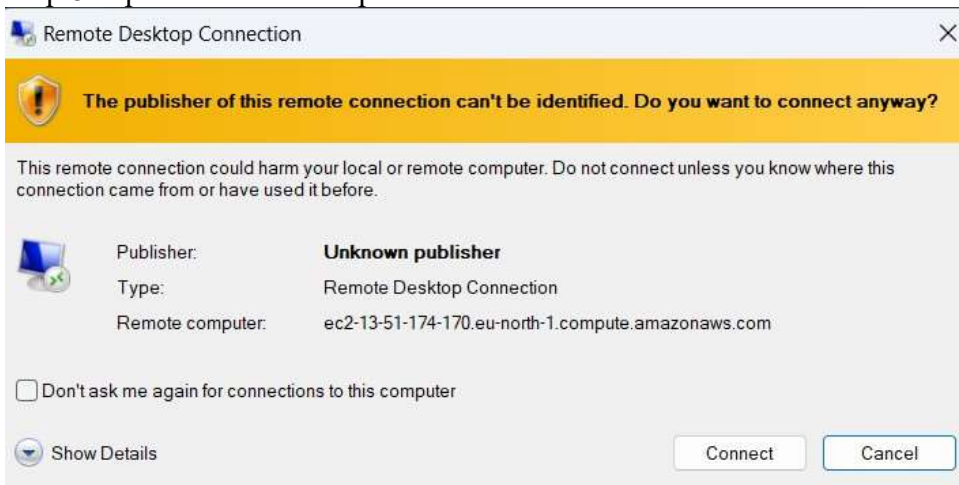 Remote Desktop Connection
The publisher of this remote connection can't be identified. Do you want to connect anyway?
This remote connection could harm your local or remote computer. Do not connect unless you know where this
connection came from or have used it before.
Publisher: Unknown publisher
Type: Remote Desktop Connection
Remote computer: ec2-13-51-174-170.eu-north-1.compute.amazonaws.com
Don't ask me again for connections to this computer
Show Details Connect Cancel